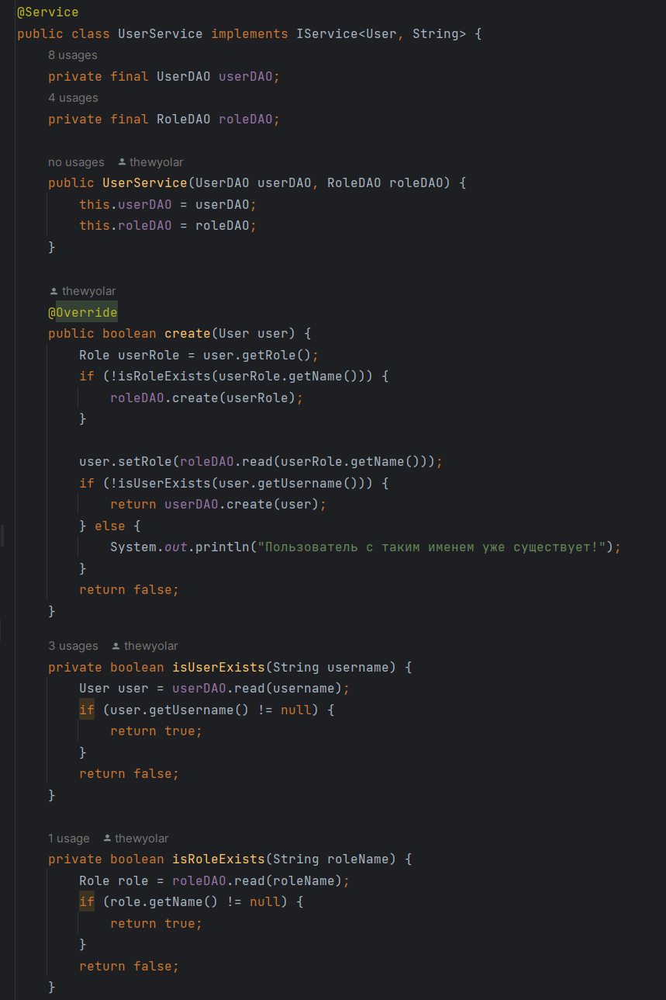 @Service
public class UserService implements IService<User, String> {
8 usages
private final UserDAO userDAO;
4 usages
private final RoleDAO roleDAO;
no usages thewyolar
public UserService(UserDAO userDAO, RoleDAO roleDAO) {
this.userDAO = userDAO;
this.roleDAO = roleDAO;
}
thewyolar
@Override
public boolean create(User user) {
Role userRole = user.getRole();
if (!isRoleExists(userRole.getName())) {
roleDAO.create(userRole);
}
user.setRole(roleDAO.read(userRole.getName()));
if (!isUserExists(user.getUsername())) {
return userDAO.create(user);
} else {
System.out.println("Пользователь с таким именем уже существует!");
}
return false;
}
3 usages thewyolar
private boolean isUserExists(String username) {
User user = userDAO.read(username);
if (user.getUsername() != null) {
return true;
}
return false;
}
1 usage thewyolar
private boolean isRoleExists(String roleName) {
Role role = roleDAO.read(roleName);
if (role.getName() != null) {
return true;
}
return false;
}